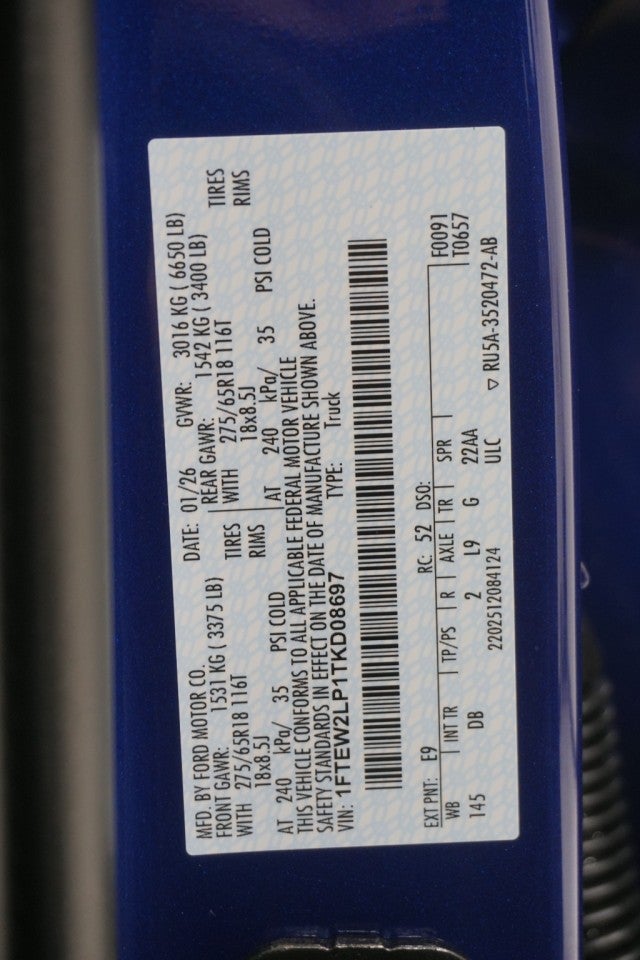 MFD. BY FORD MOTOR CO. DATE: 01/26 GVWR: 3016 KG ( 6650 LB)
FRONT GAWR: 1531 KG ( 3375 LB) REAR GAWR: 1542 KG ( 3400 LB)
WITH 275/65R18 116T TIRES WITH 275/65R18 116T TIRES
18x8.5J RIMS 18x8.5J RIMS
AT 240 kPa/ 35 PSI COLD AT 240 kPa/ 35 PSI COLD
THIS VEHICLE CONFORMS TO ALL APPLICABLE FEDERAL MOTOR VEHICLE
SAFETY STANDARDS IN EFFECT ON THE DATE OF MANUFACTURE SHOWN ABOVE.
VIN: 1FTEW2LP1TKD08697 TYPE: Truck
EXT PNT: E9 RC: 52 DSO: F0091
WB INT TR TP/PS R AXLE TR SPR T0657
145 DB 2 L9 G 22AA
2202512084124 ULC ▽ RU5A-3520472-AB